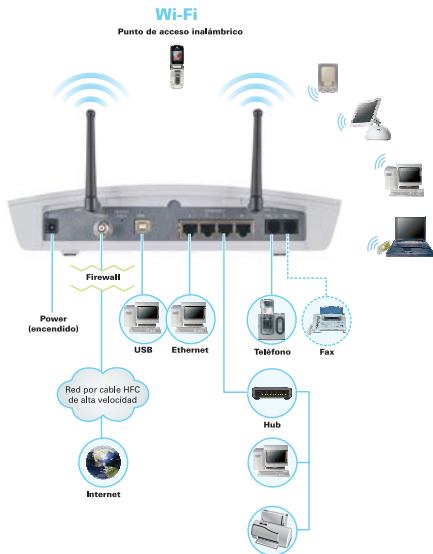 Wi-Fi
Punto de acceso inalámbrico
Firewall
Power
(encendido)
USB
Ethernet
Teléfono
Fax
Red por cable HFC
de alta velocidad
Hub
Internet